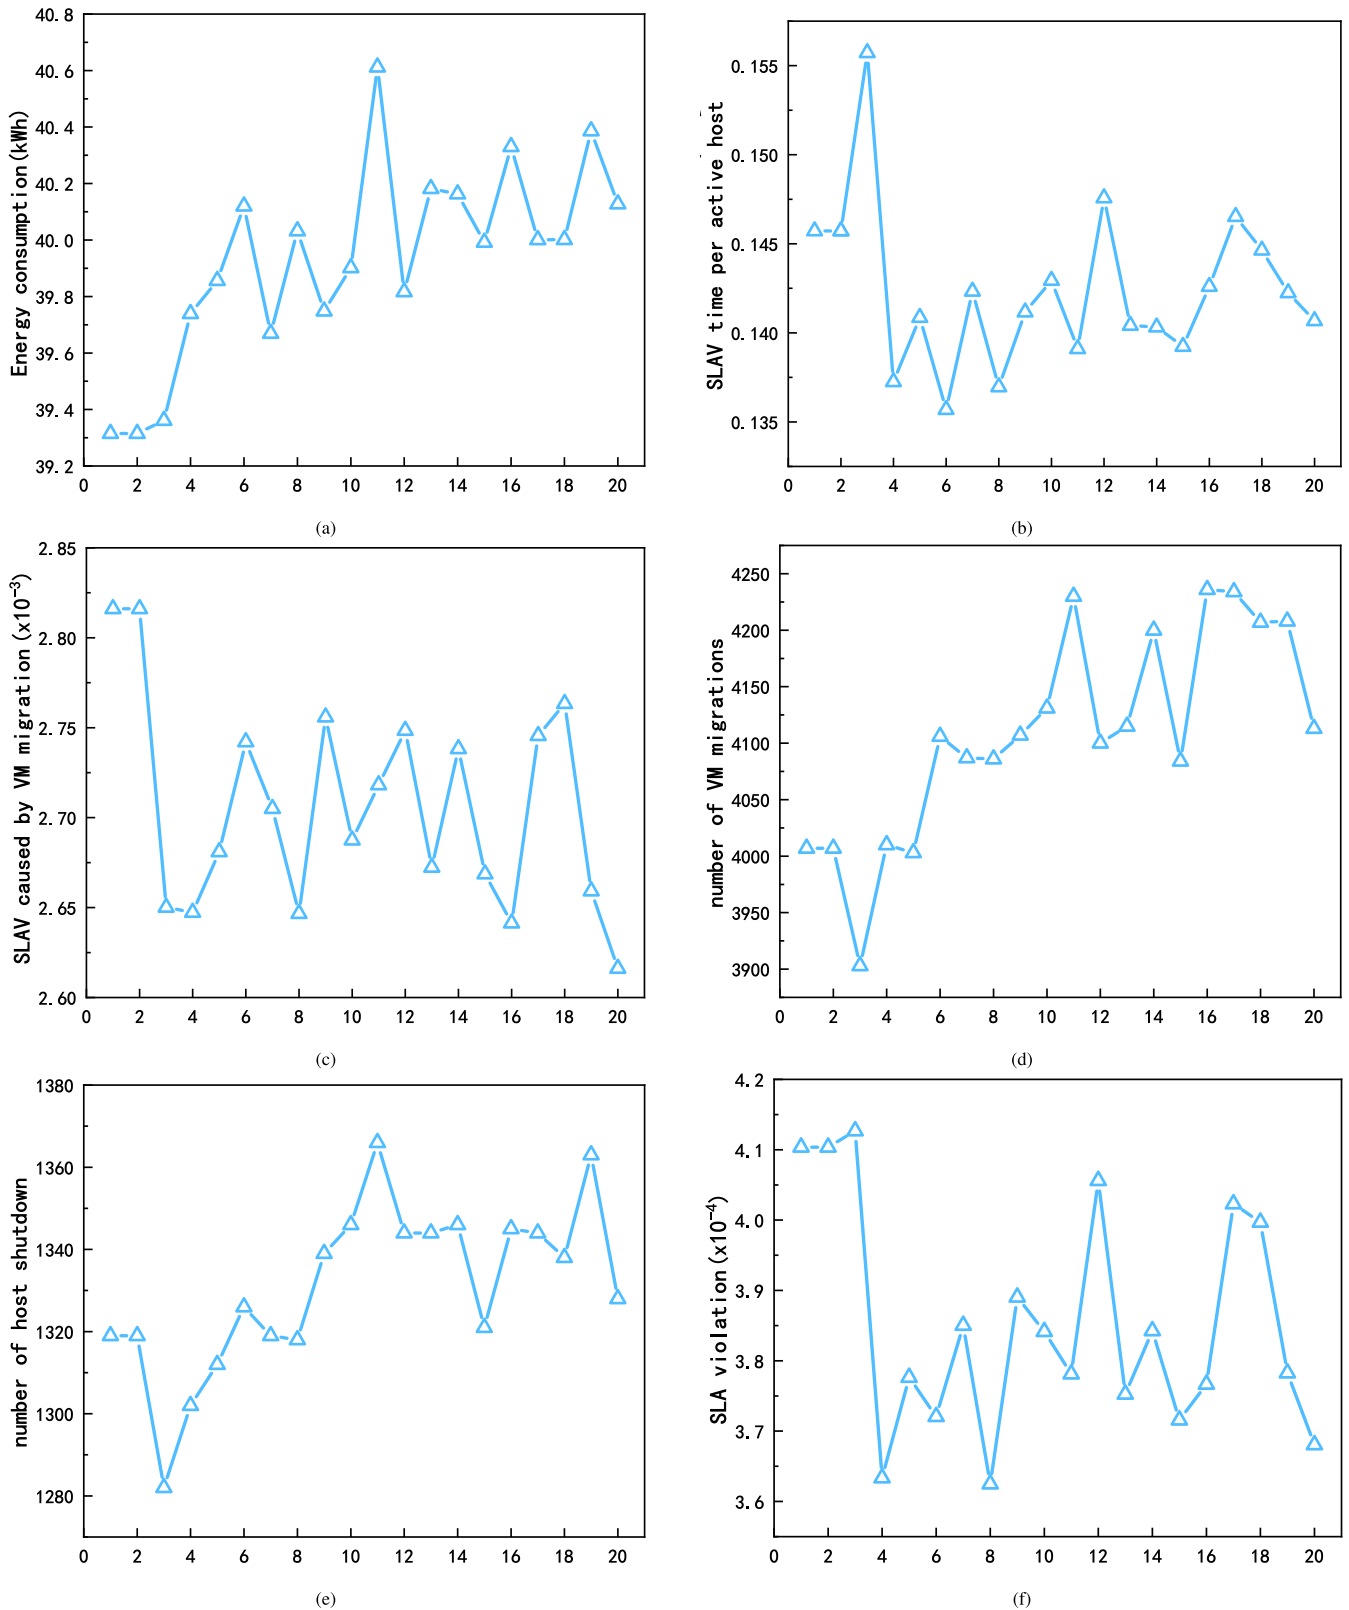 Energy consumption(kWh)
40.8
40.6
40.4
40.2
40.0
39.8
39.6
39.4
39.2
0 2 4 6 8 10 12 14 16 18 20
(a)
SLAV time per active host
0.155
0.150
0.145
0.140
0.135
0 2 4 6 8 10 12 14 16 18 20
(b)
SLAV caused by VM migration(x10⁻³)
2.85
2.80
2.75
2.70
2.65
2.60
0 2 4 6 8 10 12 14 16 18 20
(c)
number of VM migrations
4250
4200
4150
4100
4050
4000
3950
3900
0 2 4 6 8 10 12 14 16 18 20
(d)
number of host shutdown
1380
1360
1340
1320
1300
1280
0 2 4 6 8 10 12 14 16 18 20
(e)
SLA violation(x10⁻⁴)
4.2
4.1
4.0
3.9
3.8
3.7
3.6
0 2 4 6 8 10 12 14 16 18 20
(f)